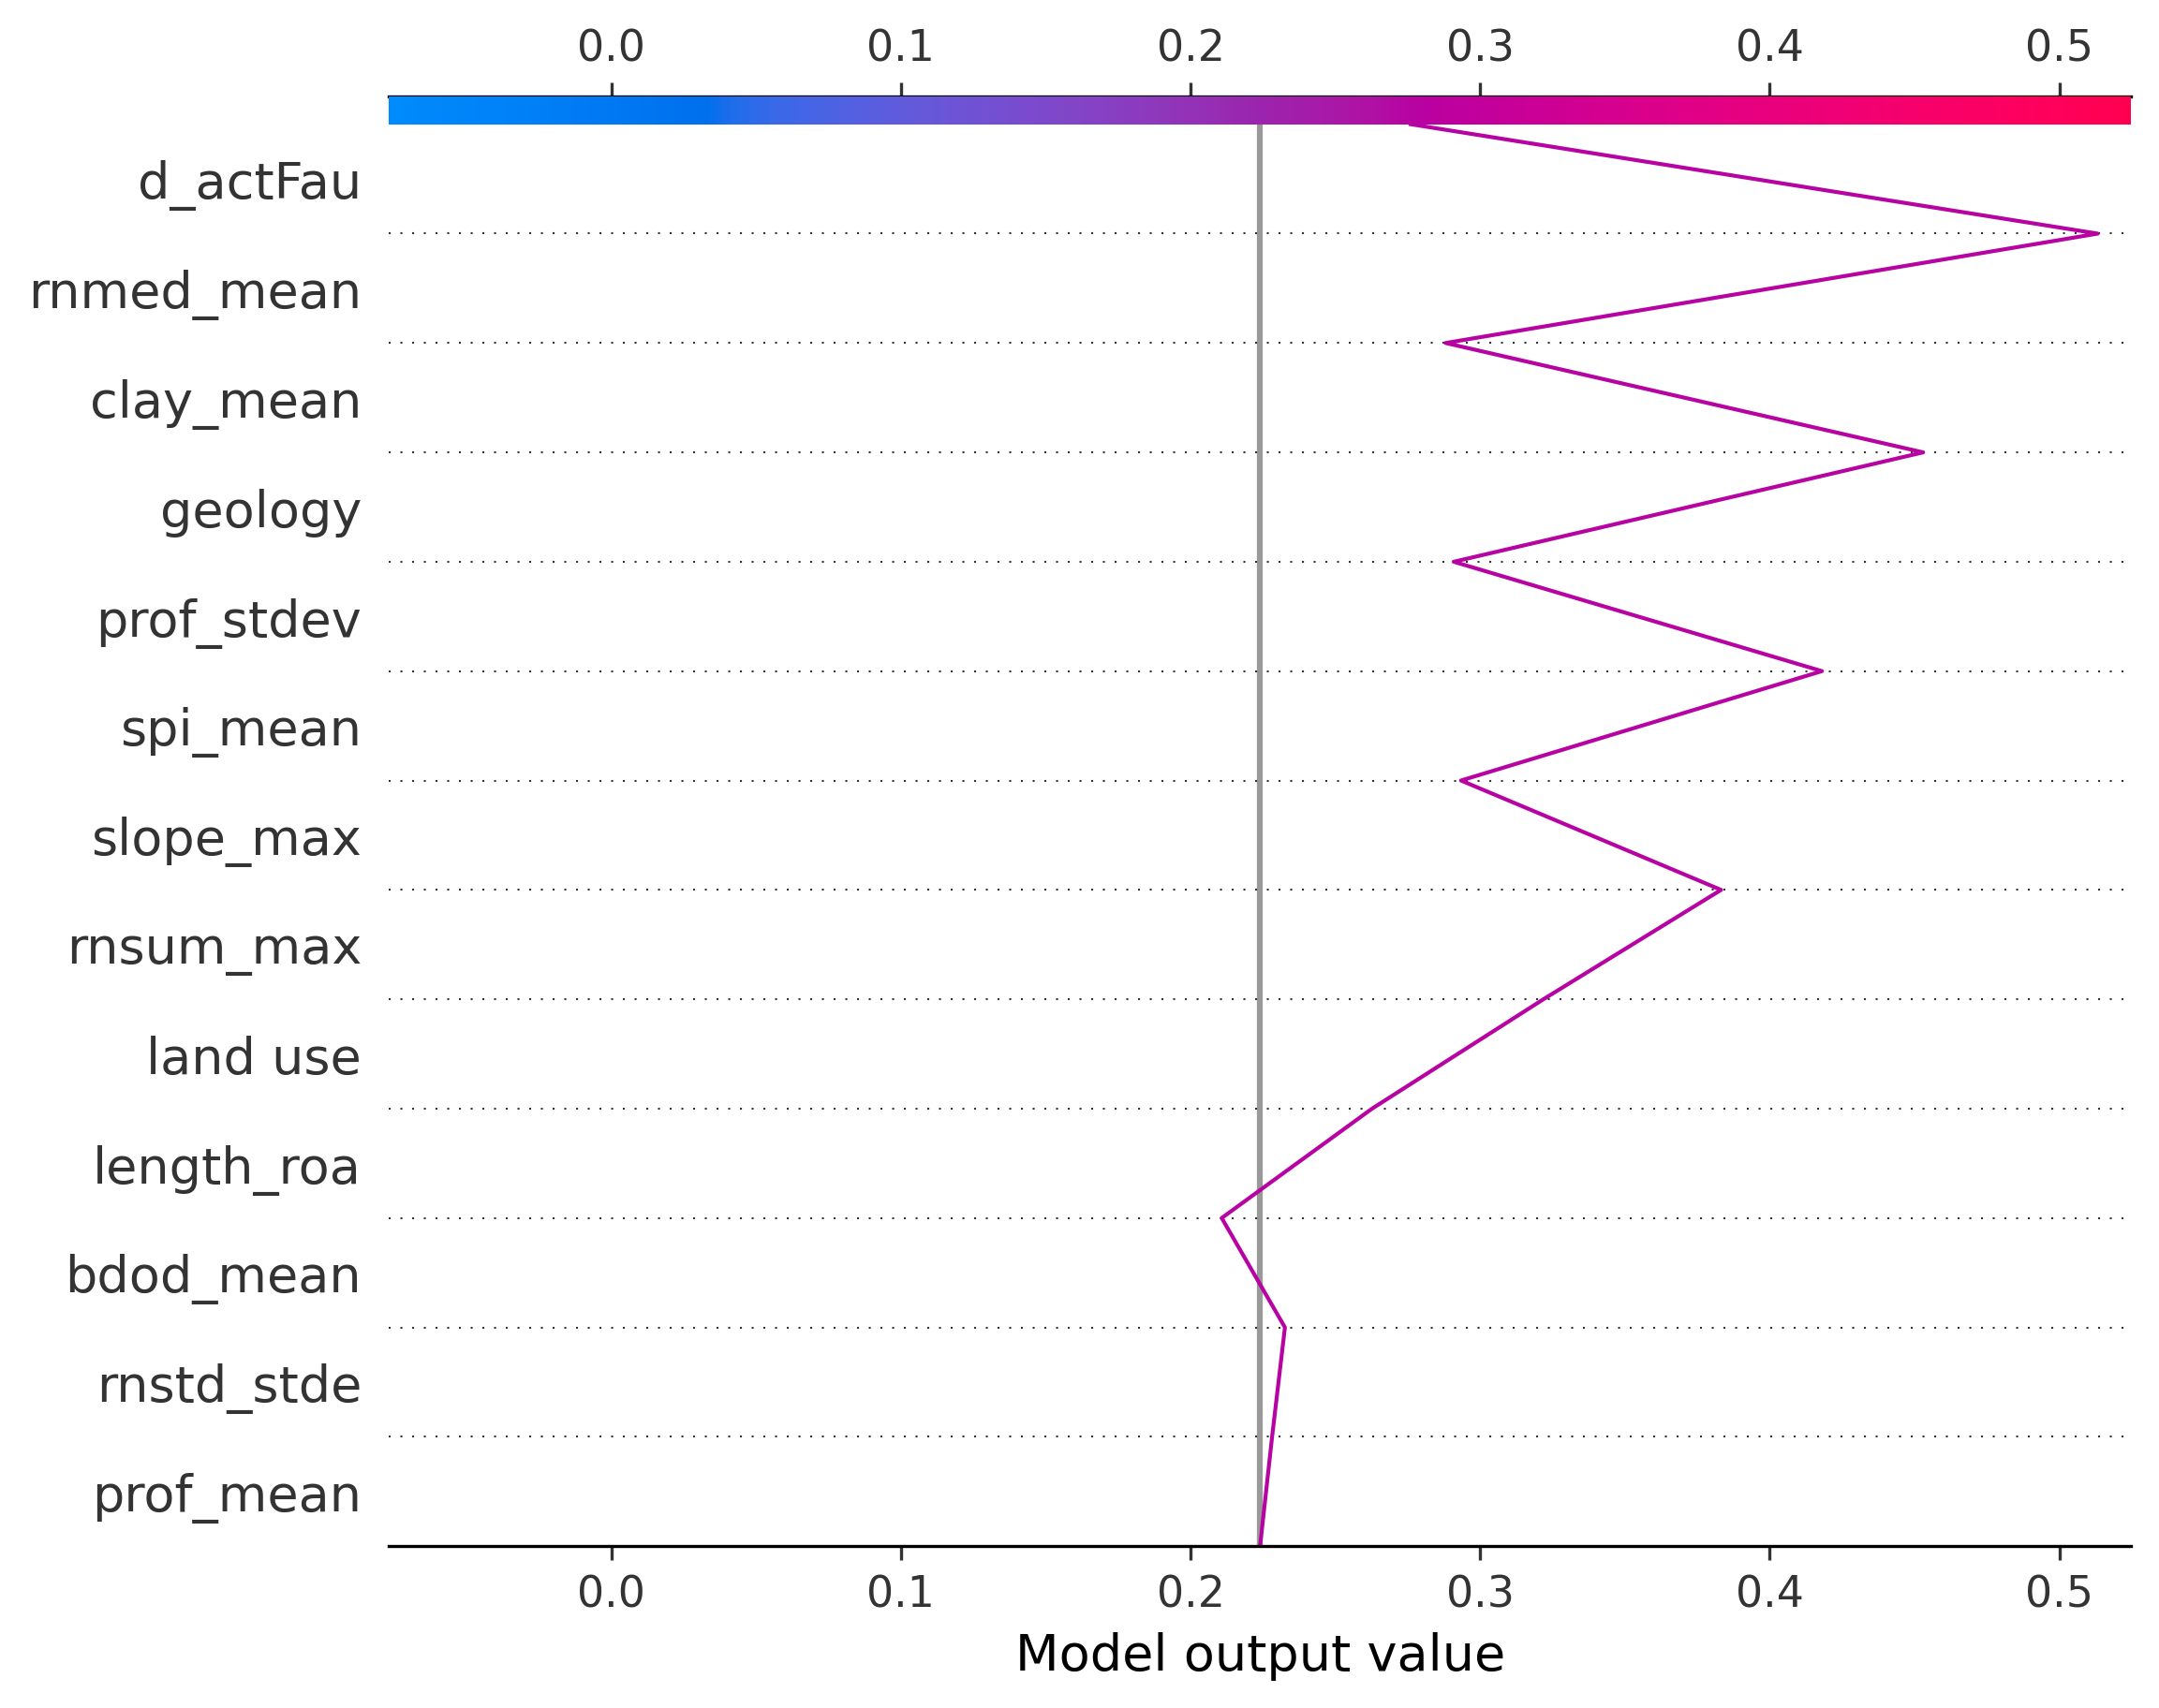 0.0 0.1 0.2 0.3 0.4 0.5
d_actFau
rnmed_mean
clay_mean
geology
prof_stdev
spi_mean
slope_max
rnsum_max
land use
length_roa
bdod_mean
rnstd_stde
prof_mean
0.0 0.1 0.2 0.3 0.4 0.5
Model output value